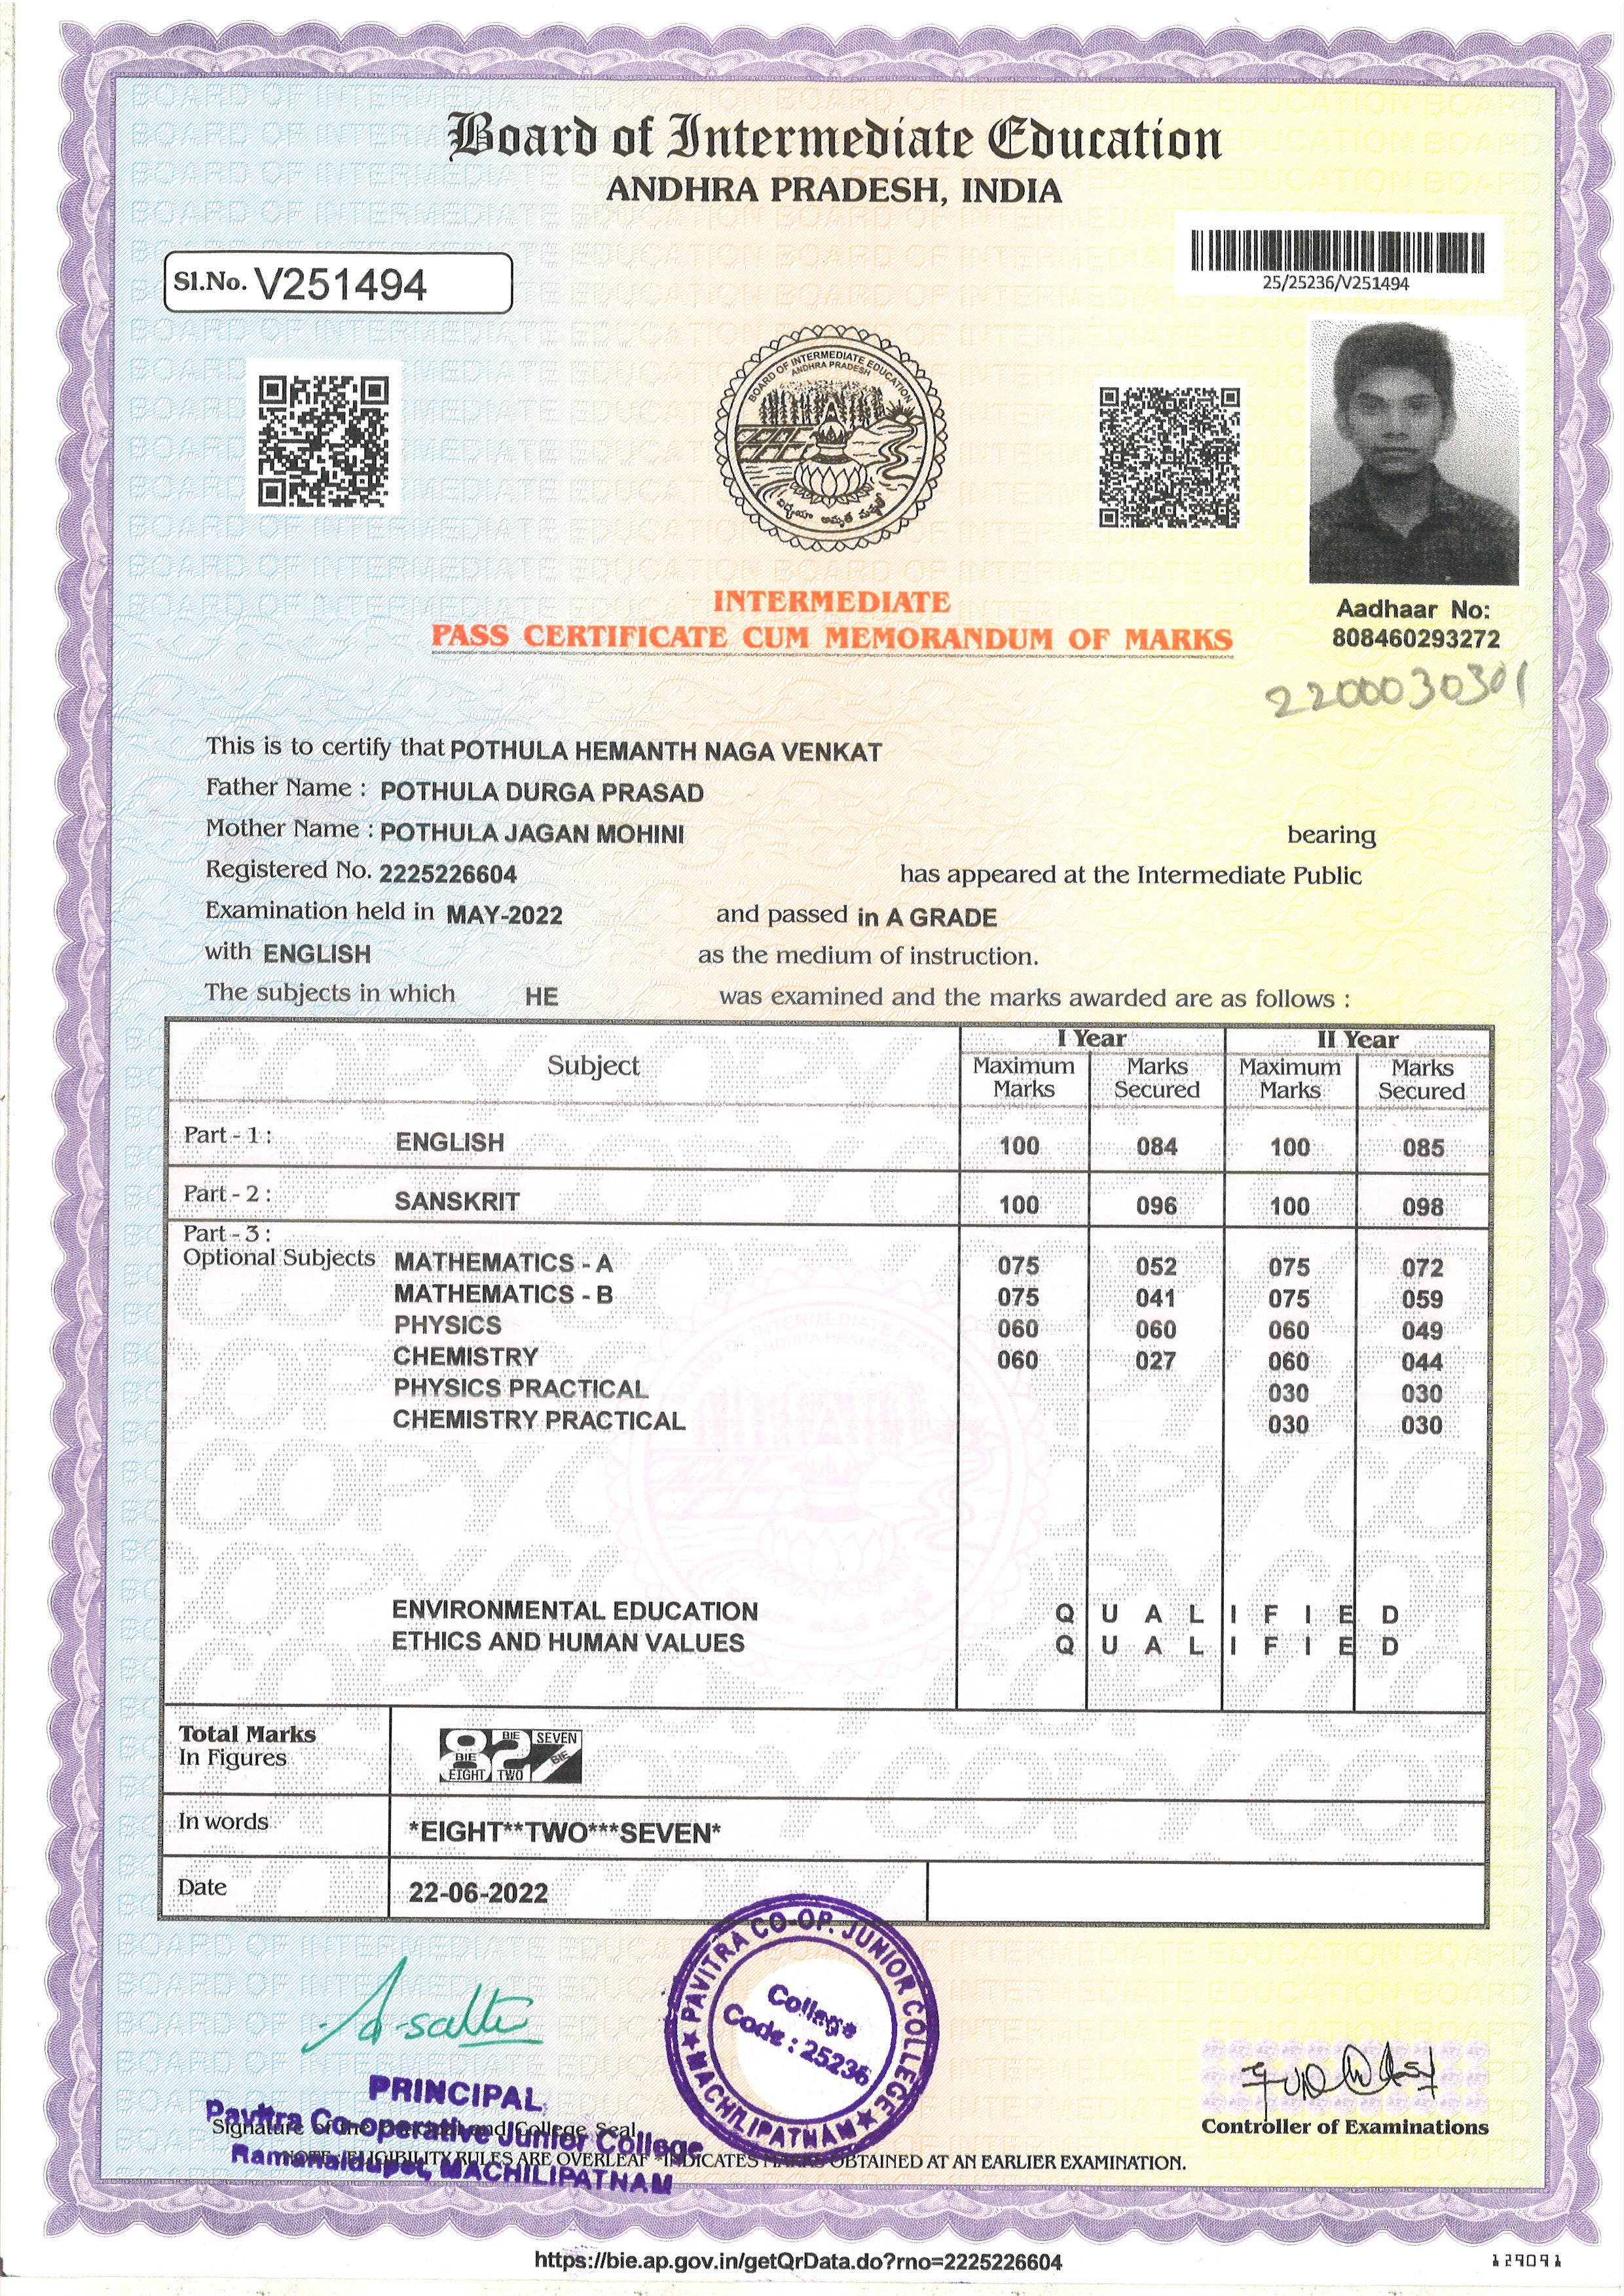 Board of Intermediate Education
ANDHRA PRADESH, INDIA
Sl.No. V251494
25/25236/V251494
BOARD OF INTERMEDIATE EDUCATION
ANDHRA PRADESH
INTERMEDIATE
PASS CERTIFICATE CUM MEMORANDUM OF MARKS
Aadhaar No:
808460293272
2200030301
This is to certify that POTHULA HEMANTH NAGA VENKAT
Father Name : POTHULA DURGA PRASAD
Mother Name : POTHULA JAGAN MOHINI bearing
Registered No. 2225226604 has appeared at the Intermediate Public
Examination held in MAY-2022 and passed in A GRADE
with ENGLISH as the medium of instruction.
The subjects in which HE was examined and the marks awarded are as follows :
Subject I Year II Year
Maximum Marks Marks Secured Maximum Marks Marks Secured
Part - 1 : ENGLISH 100 084 100 085
Part - 2 : SANSKRIT 100 096 100 098
Part - 3 :
Optional Subjects MATHEMATICS - A 075 052 075 072
MATHEMATICS - B 075 041 075 059
PHYSICS 060 060 060 049
CHEMISTRY 060 027 060 044
PHYSICS PRACTICAL 030 030
CHEMISTRY PRACTICAL 030 030
ENVIRONMENTAL EDUCATION Q U A L I F I E D
ETHICS AND HUMAN VALUES Q U A L I F I E D
Total Marks
In Figures 827
BIE SEVEN
BIE BIE
EIGHT TWO
In words *EIGHT**TWO***SEVEN*
Date 22-06-2022
PAVITRA CO-OP. JUNIOR COLLEGE
College
Code : 25236
★ MACHILIPATNAM ★
PRINCIPAL
Pavitra Co-operative Junior College
Signature of the Principal and College Seal
Ramanaidupet, MACHILIPATNAM
NOTE : ELIGIBILITY RULES ARE OVERLEAF *INDICATES MARKS OBTAINED AT AN EARLIER EXAMINATION.
Controller of Examinations
https://bie.ap.gov.in/getQrData.do?rno=2225226604
129091